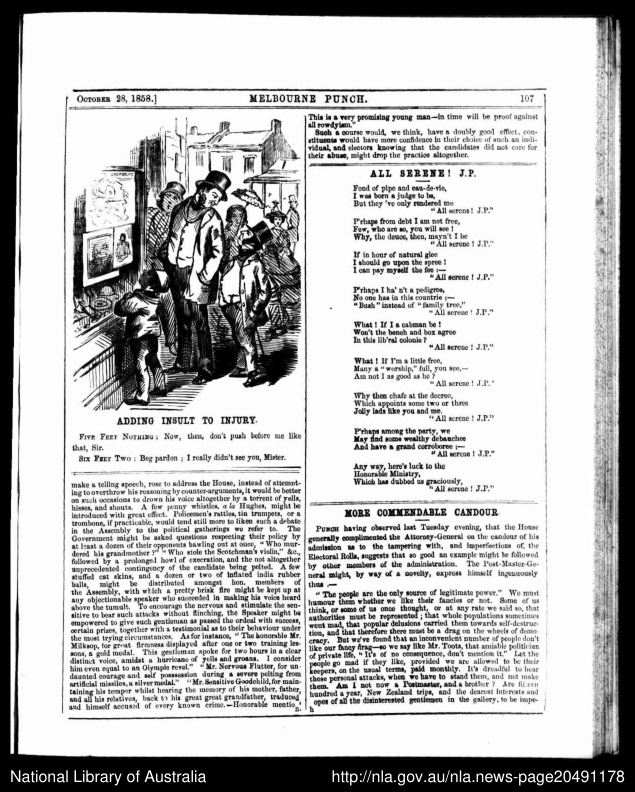 OCTOBER 28, 1858.]
MELBOURNE PUNCH.
107
ADDING INSULT TO INJURY.
FIVE FEET NOTHING: Now, then, don't push before me like
that, Sir.
SIX FEET TWO: Beg pardon; I really didn't see you, Mister.
make a telling speech, rose to address the House, instead of attempt-
ing to overthrow his reasoning by counter-arguments, it would be better
on such occasions to drown his voice altogether by a torrent of yells,
hisses, and shouts. A few penny whistles, a la Hughes, might be
introduced with great effect. Policemen's rattles, tin trumpets, or a
trombone, if practicable, would tend still more to liken such a debate
in the Assembly to the political gatherings we refer to. The
Government might be asked questions respecting their policy by
at least a dozen of their opponents bawling out at once, "Who mur-
dered his grandmother?" "Who stole the Scotchman's violin," &c.,
followed by a prolonged howl of execration, and the not altogether
unprecedented contingency of the candidate being pelted. A few
stuffed cat skins, and a dozen or two of inflated india rubber
balls, might be distributed amongst hon. members of
the Assembly, with which a pretty brisk fire might be kept up at
any objectionable speaker who succeeded in making his voice heard
above the tumult. To encourage the nervous and stimulate the sen-
sitive to bear such attacks without flinching, the Speaker might be
empowered to give such gentleman as passed the ordeal with success,
certain prizes, together with a testimonial as to their behaviour under
the most trying circumstances. As for instance, "The honorable Mr.
Milksop, for great firmness displayed after one or two training les-
sons, a gold medal. This gentleman spoke for two hours in a clear
distinct voice, amidst a hurricane of yells and groans. I consider
him even equal to an Olympic revel." "Mr. Nervous Flutter, for un-
daunted courage and self possession during a severe pelting from
artificial missiles, a silver medal." "Mr. Sensitive Goodchild, for main-
taining his temper whilst hearing the memory of his mother, father,
and all his relatives, back to his great great grandfather, traduced
and himself accused of every known crime.—Honorable mentio
n.
This is a very promising young man—in time will be proof against
all rowdyism."
Such a course would, we think, have a doubly good effect, con-
stituents would have more confidence in their choice of such an indi-
vidual, and electors knowing that the candidates did not care for
their abuse, might drop the practice altogether.
ALL SERENE! J.P.
Fond of pipe and eau-de-vie,
I was born a judge to be,
But they've only rendered me
"All serene! J.P."
P'rhaps from debt I am not free,
Few, who are so, you will see!
Why, the deuce, then, mayn't I be
"All serene! J.P."
If in hour of natural glee
I should go upon the spree!
I can pay myself the fee:—
"All serene! J.P."
P'rhaps I ha'n't a pedigree,
No one has in this countrie:—
"Bush" instead of "family tree,"
"All serene! J.P."
What! If I a cabman be!
Won't the bench and box agree
In this lib'ral colonie?
"All serene! J.P."
What! If I'm a little free,
Many a "worship," full, you see,—
Am not I as good as he?
"All serene! J.P."
Why then chafe at the decree,
Which appoints some two or three
Jolly lads like you and me.
"All serene! J.P."
P'rhaps among the party, we
May find some wealthy debauchee
And have a grand corroboree:—
"All serene! J.P."
Any way, here's luck to the
Honorable Ministry,
Which has dubbed us graciously,
"All serene! J.P."
MORE COMMENDABLE CANDOUR.
PUNCH having observed last Tuesday evening, that the House
generally complimented the Attorney-General on the candour of his
admission as to the tampering with, and imperfections of, the
Electoral Rolls, suggests that so good an example might be followed
by other members of the administration. The Post-Master-Ge-
neral might, by way of a novelty, express himself ingenuously
thus:—
"The people are the only source of legitimate power." We must
humour them whether we like their fancies or not. Some of us
think, or some of us once thought, or at any rate we said so, that
authorities must be represented; that whole populations sometimes
went mad, that popular delusions carried them towards self-destruc-
tion, and that therefore there must be a drag on the wheels of demo-
cracy. But we've found that an inconvenient number of people don't
like our fancy drag—so we say like Mr. Toots, that amiable politician
of private life, "It's of no consequence, don't mention it." Let the
people go mad if they like, provided we are allowed to be their
keepers, on the usual terms, paid monthly. It's dreadful to hear
these personal attacks, when we have to stand them, and not make
them. Am I not now a Postmaster, and a brother? Are fifteen
hundred a year, New Zealand trips, and the dearest interests and
opes of all the disinterested gentlemen in the gallery, to be impe-
h
National Library of Australia
http://nla.gov.au/nla.news-page20491178